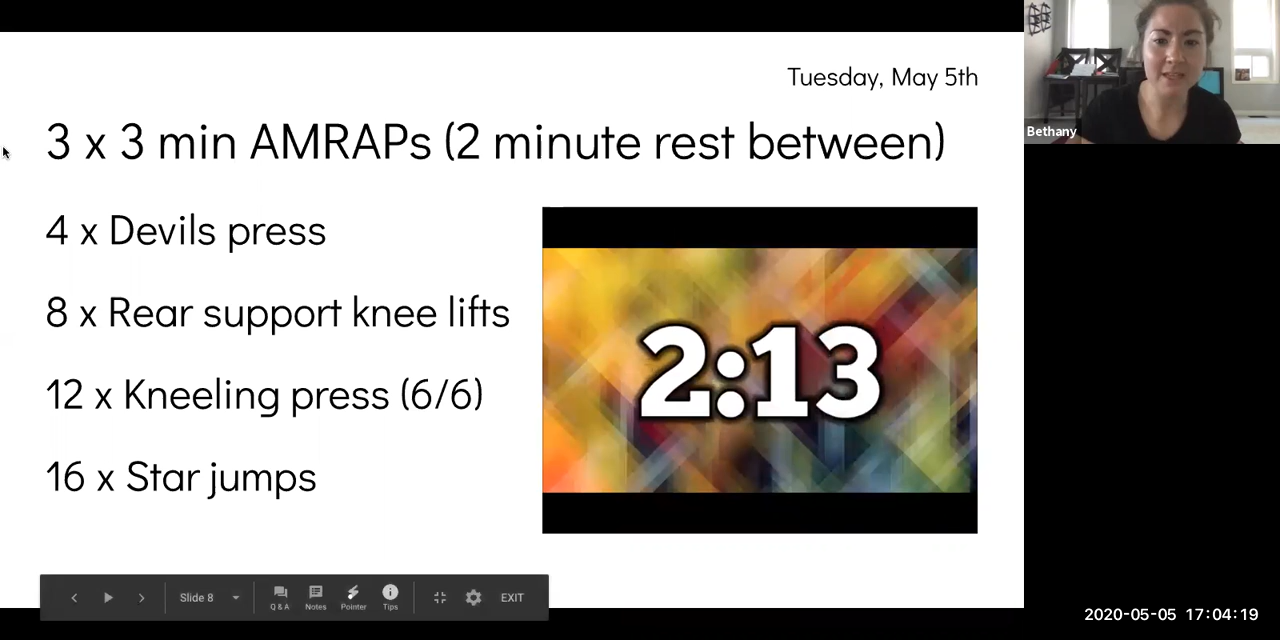 Tuesday, May 5th
3 x 3 min AMRAPs (2 minute rest between)
4 x Devils press
8 x Rear support knee lifts
12 x Kneeling press (6/6)
16 x Star jumps
2:13
Bethany
Slide 8
Q & A
Notes
Pointer
Tips
EXIT
2020-05-05 17:04:19